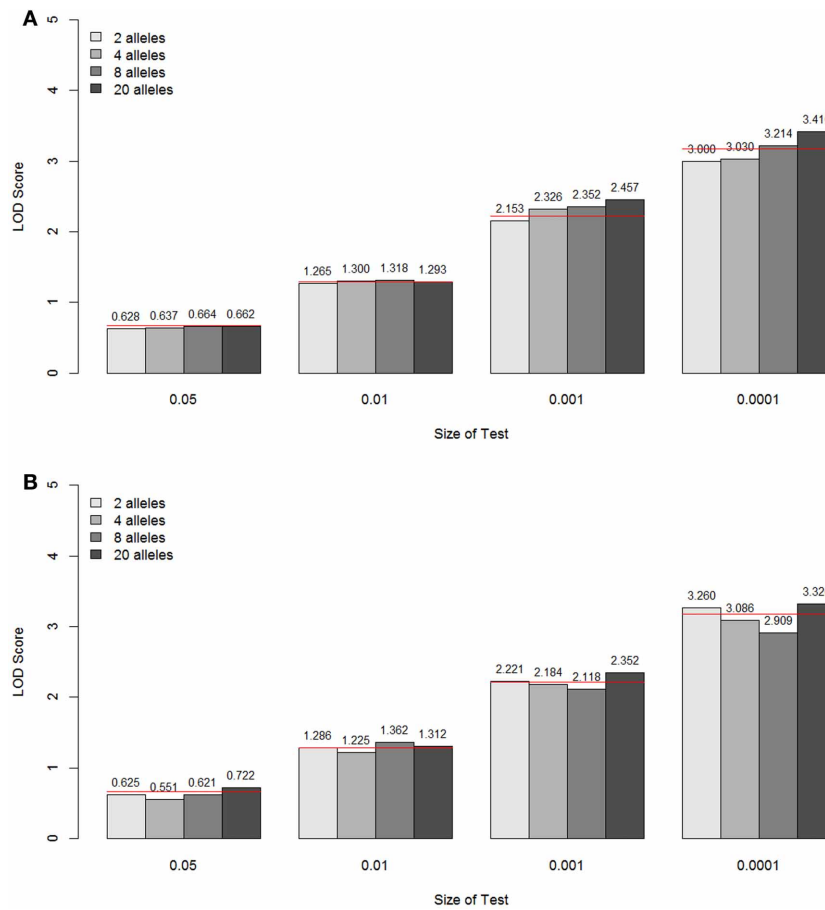 A
5
4
3
2
1
0
LOD Score
2 alleles
4 alleles
8 alleles
20 alleles
0.628 0.637 0.664 0.662
1.265 1.300 1.318 1.293
2.153 2.326 2.352 2.457
3.000 3.030 3.214 3.41
0.05 0.01 0.001 0.0001
Size of Test
B
5
4
3
2
1
0
LOD Score
2 alleles
4 alleles
8 alleles
20 alleles
0.625 0.551 0.621 0.722
1.286 1.225 1.362 1.312
2.221 2.184 2.118 2.352
3.260 3.086 2.909 3.32
0.05 0.01 0.001 0.0001
Size of Test